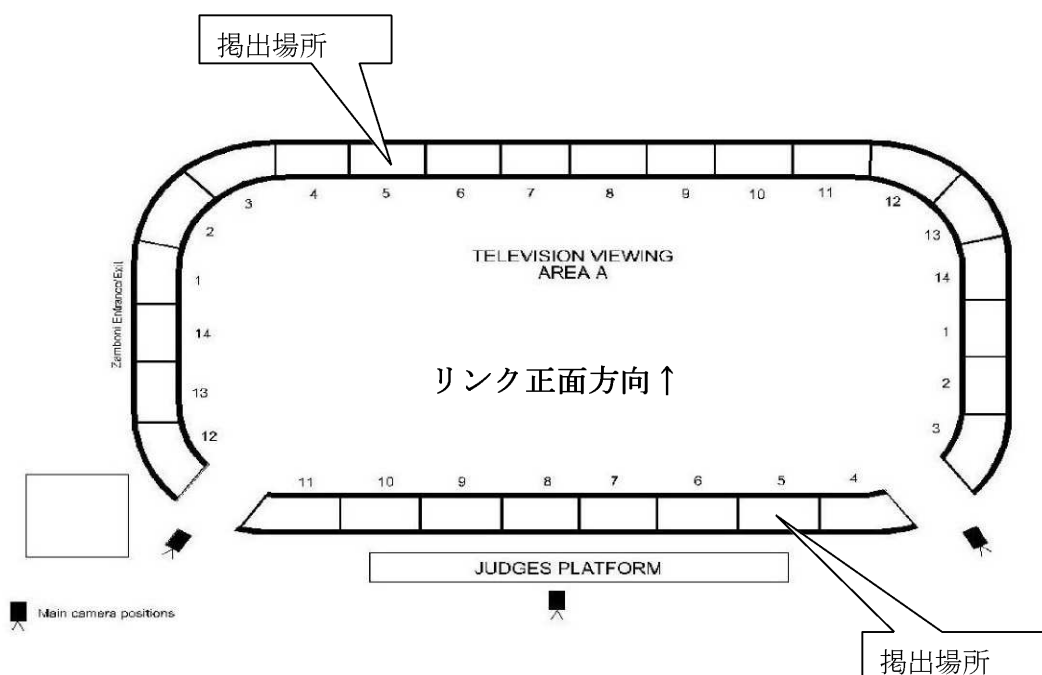 掲出場所
4 5 6 7 8 9 10 11
3 12
2 13
TELEVISION VIEWING
AREA A
1 14
Zamboni Entranco/Exil
14 1
リンク正面方向↑
13 2
12 3
11 10 9 8 7 6 5 4
JUDGES PLATFORM
Main camera positions
掲出場所